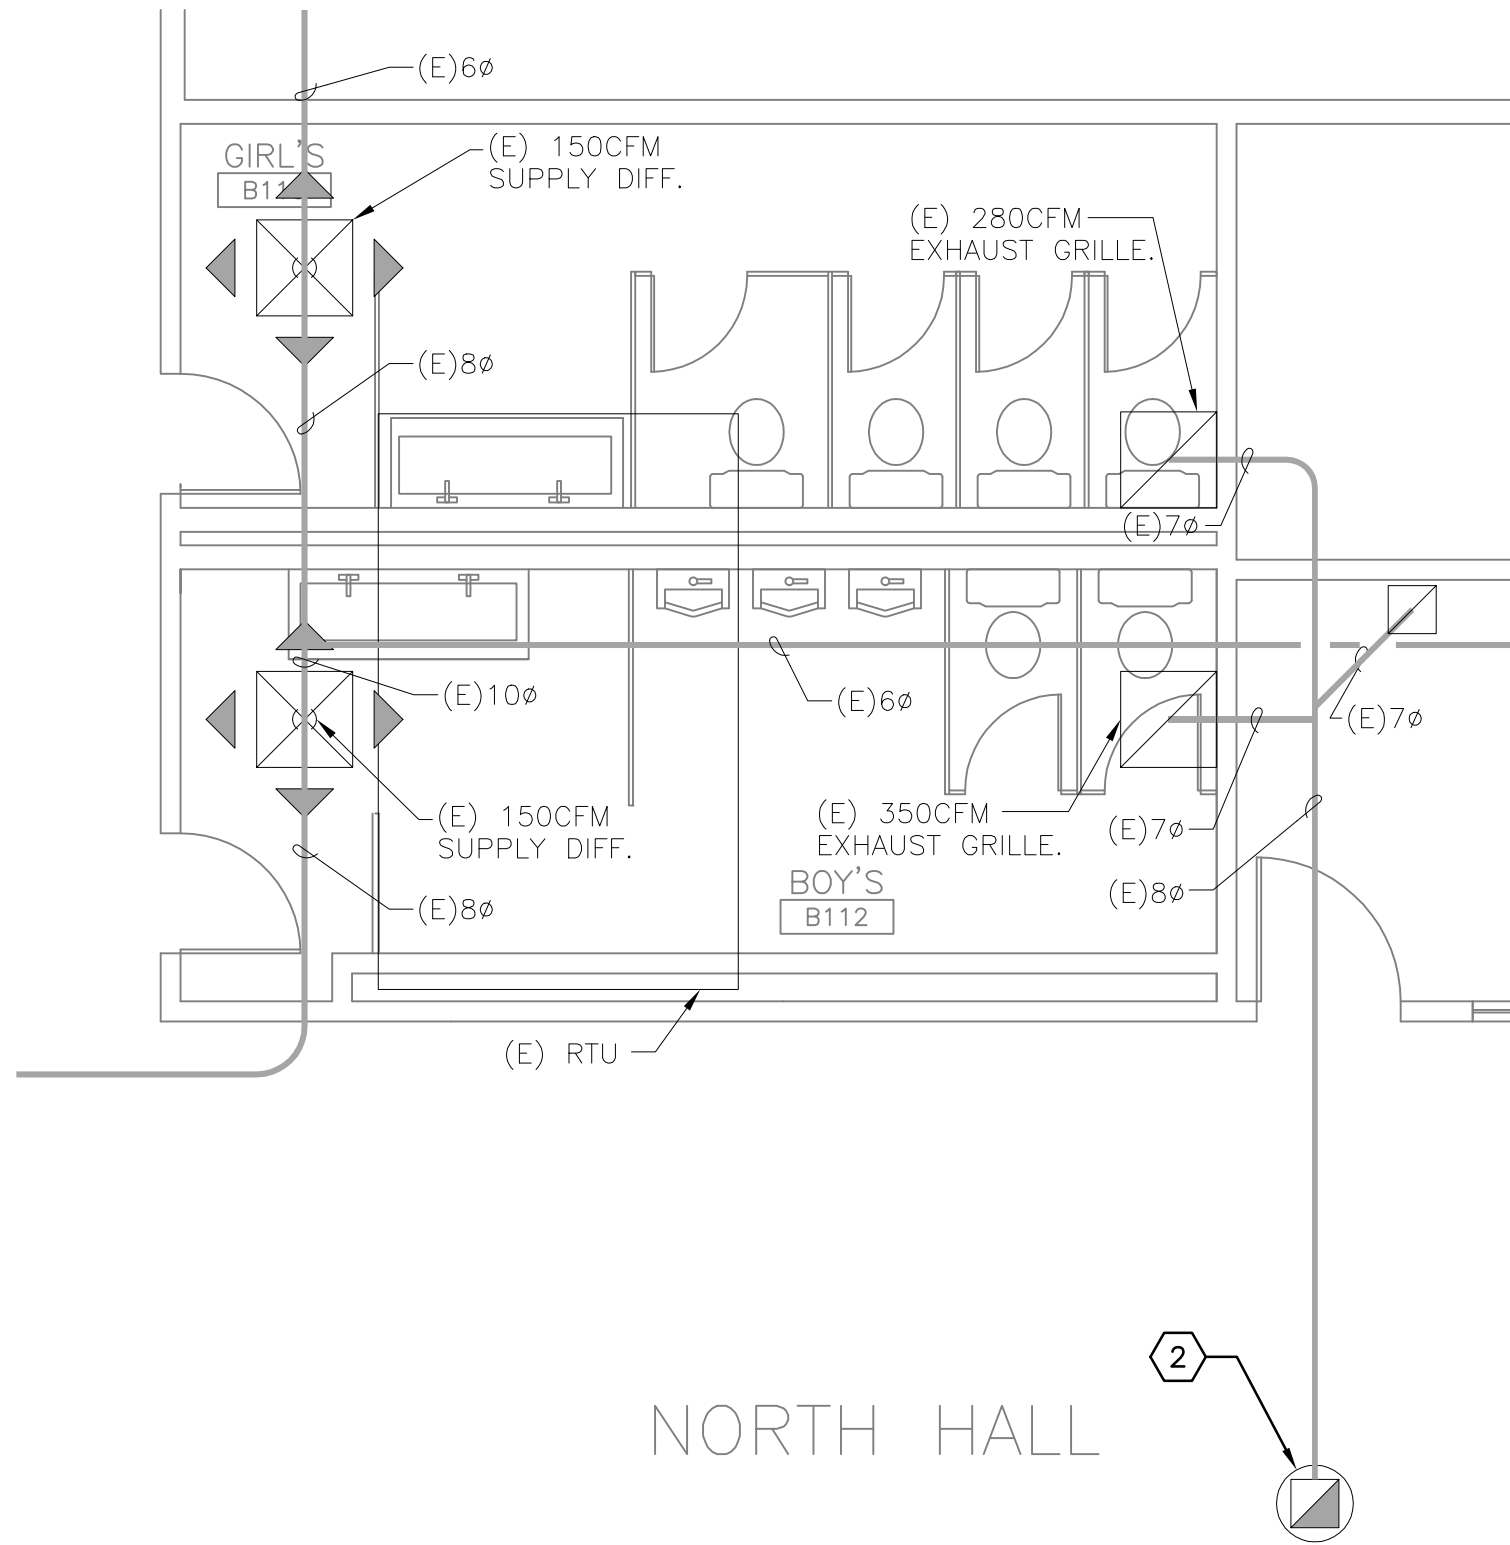 (E)6ø
GIRL'S
(E) 150CFM
SUPPLY DIFF.
(E) 280CFM
EXHAUST GRILLE.
(E)8ø
(E)7ø
(E)10ø
(E)6ø
(E)7ø
(E) 150CFM
SUPPLY DIFF.
(E) 350CFM
EXHAUST GRILLE.
(E)7ø
BOY'S
B112
(E)8ø
(E)8ø
(E) RTU
2
NORTH HALL